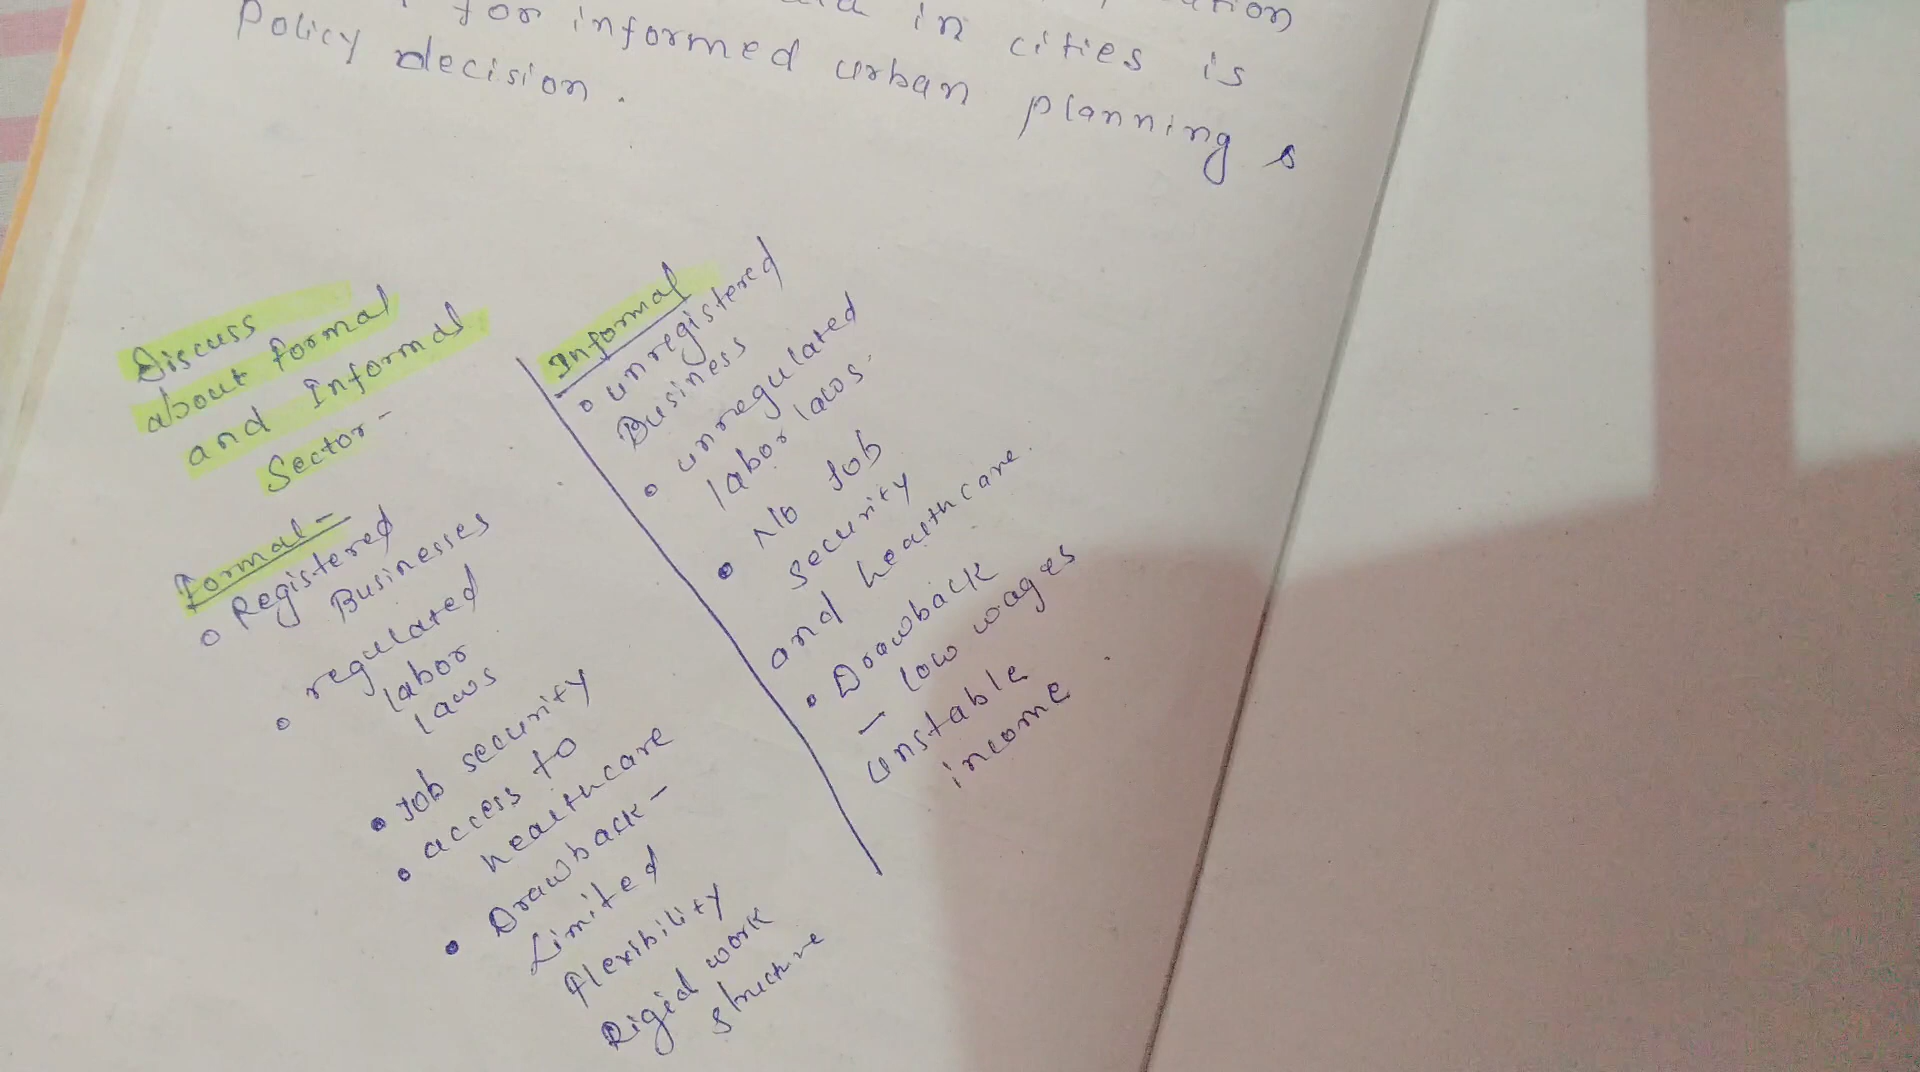 in cities is
for informed urban planning &
Policy decision.
Discuss
about formal
and Informal
Sector -
Formal -
Registered
Businesses
regulated
labor
laws
Job security
access to
healthcare
Drawback -
Limited
flexibility
Rigid work
structure
Informal
unregistered
Business
unregulated
labor laws.
No Job
security
and healthcare.
Drawback
- low wages
unstable
income